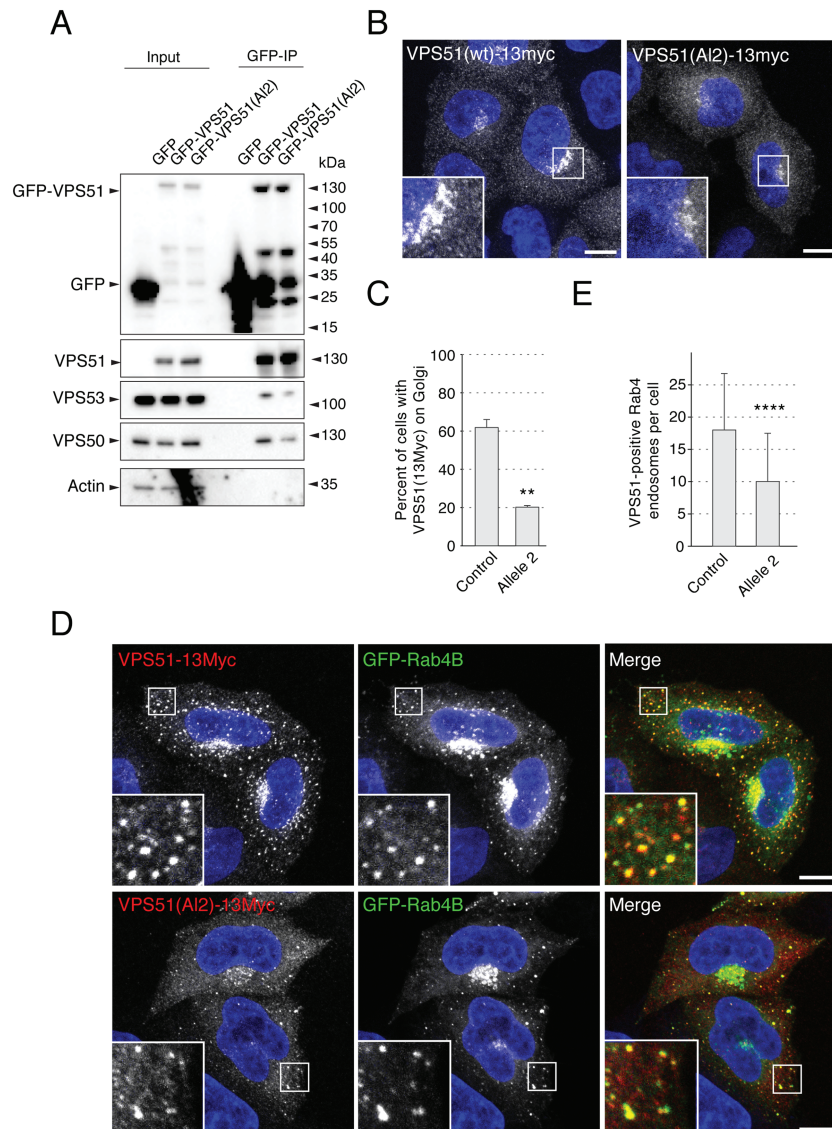 A
Input
GFP-IP
GFP
GFP-VPS51
GFP-VPS51(Al2)
GFP
GFP-VPS51
GFP-VPS51(Al2)
kDa
GFP-VPS51
GFP
130
100
70
55
40
35
25
15
VPS51
130
VPS53
100
VPS50
130
Actin
35
B
VPS51(wt)-13myc
VPS51(Al2)-13myc
C
Percent of cells with
VPS51(13Myc) on Golgi
100
80
60
40
20
0
**
Control
Allele 2
E
VPS51-positive Rab4
endosomes per cell
25
20
15
10
5
0
****
Control
Allele 2
D
VPS51-13Myc
GFP-Rab4B
Merge
VPS51(Al2)-13Myc
GFP-Rab4B
Merge